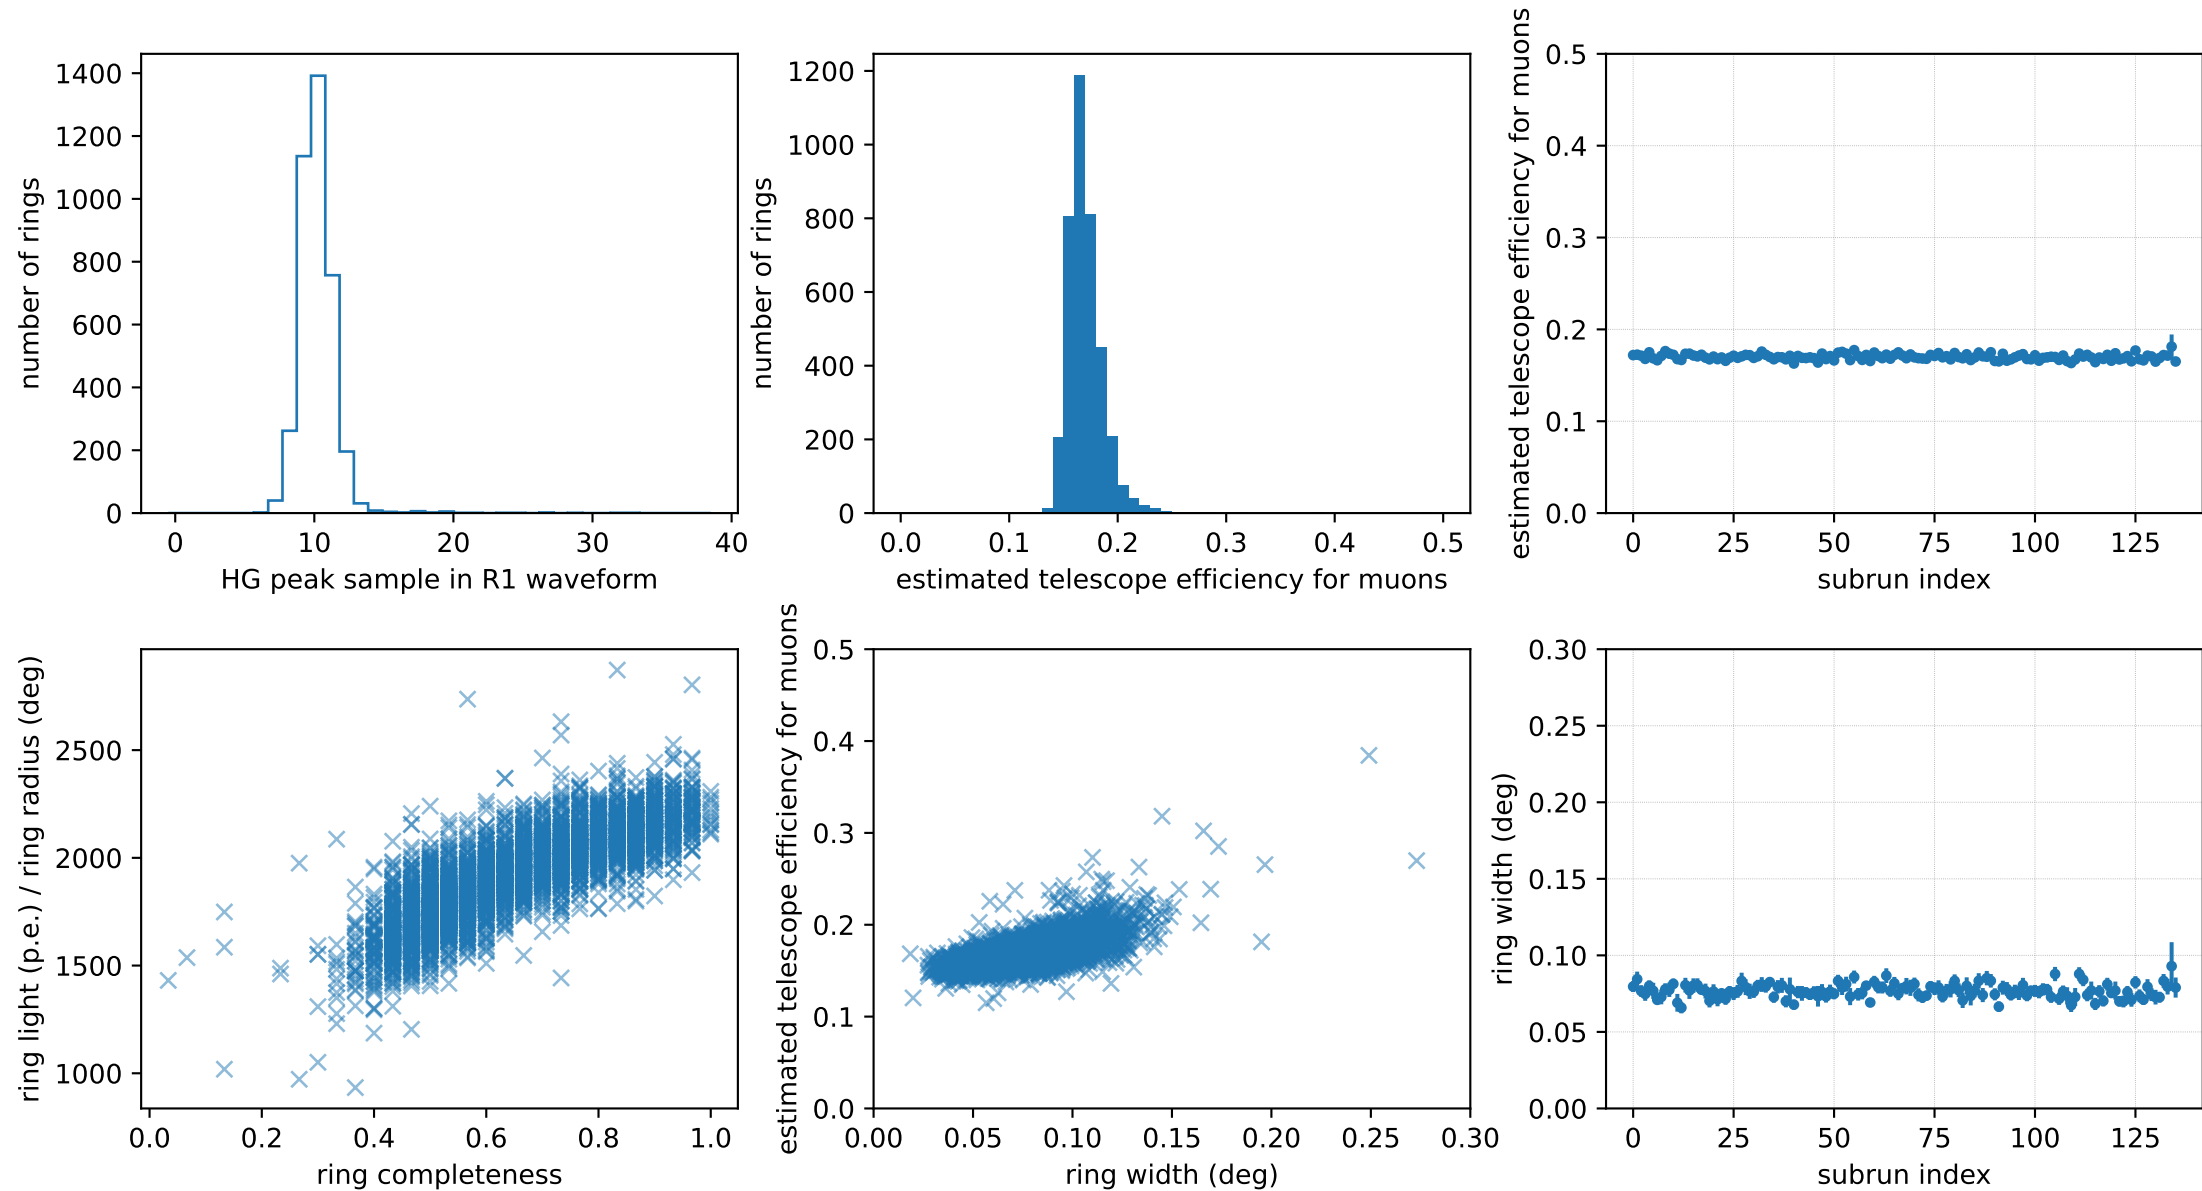 number of rings
1400
1200
1000
800
600
400
200
0
0 10 20 30 40
HG peak sample in R1 waveform
number of rings
1200
1000
800
600
400
200
0
0.0 0.1 0.2 0.3 0.4 0.5
estimated telescope efficiency for muons
estimated telescope efficiency for muons
0.5
0.4
0.3
0.2
0.1
0.0
0 25 50 75 100 125
subrun index
ring light (p.e.) / ring radius (deg)
2500
2000
1500
1000
0.0 0.2 0.4 0.6 0.8 1.0
ring completeness
estimated telescope efficiency for muons
0.5
0.4
0.3
0.2
0.1
0.0
0.00 0.05 0.10 0.15 0.20 0.25 0.30
ring width (deg)
ring width (deg)
0.30
0.25
0.20
0.15
0.10
0.05
0.00
0 25 50 75 100 125
subrun index